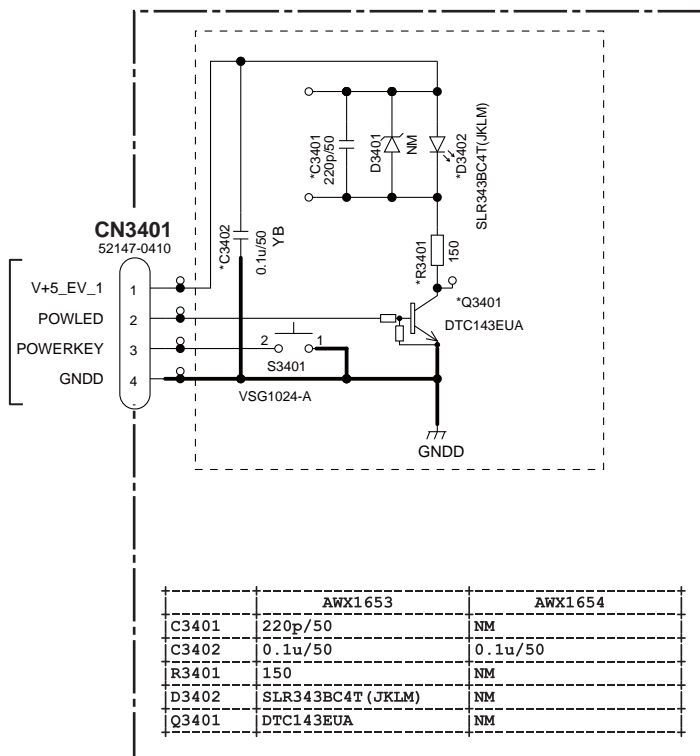 *C3401
220p/50
D3401
NM
*D3402
SLR343BC4T(JKLM)
CN3401
52147-0410
*C3402
0.1u/50
YB
*R3401
150
V+5_EV_1 1
*Q3401
POWLED 2
DTC143EUA
POWERKEY 3
2 1
S3401
GNDD 4
VSG1024-A
GNDD
AWX1653 AWX1654
C3401 220p/50 NM
C3402 0.1u/50 0.1u/50
R3401 150 NM
D3402 SLR343BC4T(JKLM) NM
Q3401 DTC143EUA NM